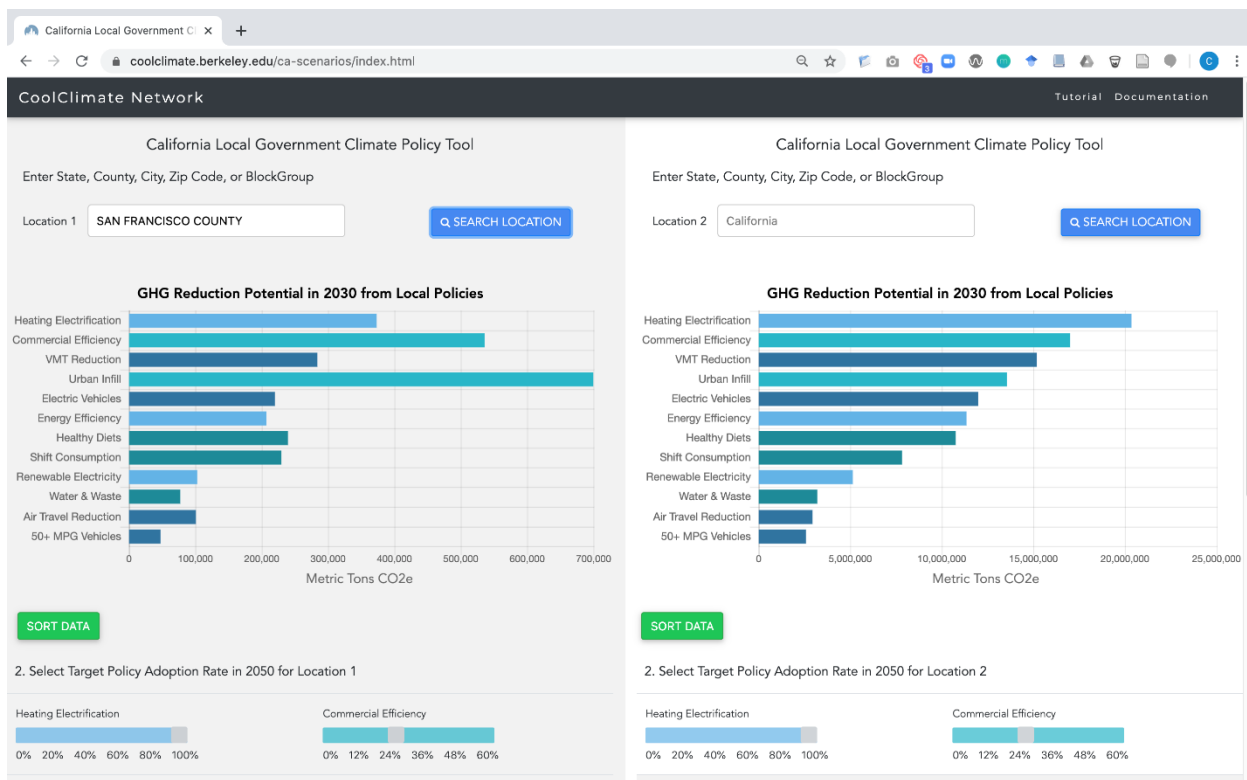 California Local Government Cl
coolclimate.berkeley.edu/ca-scenarios/index.html
3
C
CoolClimate Network
Tutorial Documentation
California Local Government Climate Policy Tool
Enter State, County, City, Zip Code, or BlockGroup
Location 1 SAN FRANCISCO COUNTY SEARCH LOCATION
GHG Reduction Potential in 2030 from Local Policies
Heating Electrification
Commercial Efficiency
VMT Reduction
Urban Infill
Electric Vehicles
Energy Efficiency
Healthy Diets
Shift Consumption
Renewable Electricity
Water & Waste
Air Travel Reduction
50+ MPG Vehicles
0 100,000 200,000 300,000 400,000 500,000 600,000 700,000
Metric Tons CO2e
SORT DATA
2. Select Target Policy Adoption Rate in 2050 for Location 1
Heating Electrification
0% 20% 40% 60% 80% 100%
Commercial Efficiency
0% 12% 24% 36% 48% 60%
California Local Government Climate Policy Tool
Enter State, County, City, Zip Code, or BlockGroup
Location 2 California SEARCH LOCATION
GHG Reduction Potential in 2030 from Local Policies
Heating Electrification
Commercial Efficiency
VMT Reduction
Urban Infill
Electric Vehicles
Energy Efficiency
Healthy Diets
Shift Consumption
Renewable Electricity
Water & Waste
Air Travel Reduction
50+ MPG Vehicles
0 5,000,000 10,000,000 15,000,000 20,000,000 25,000,000
Metric Tons CO2e
SORT DATA
2. Select Target Policy Adoption Rate in 2050 for Location 2
Heating Electrification
0% 20% 40% 60% 80% 100%
Commercial Efficiency
0% 12% 24% 36% 48% 60%